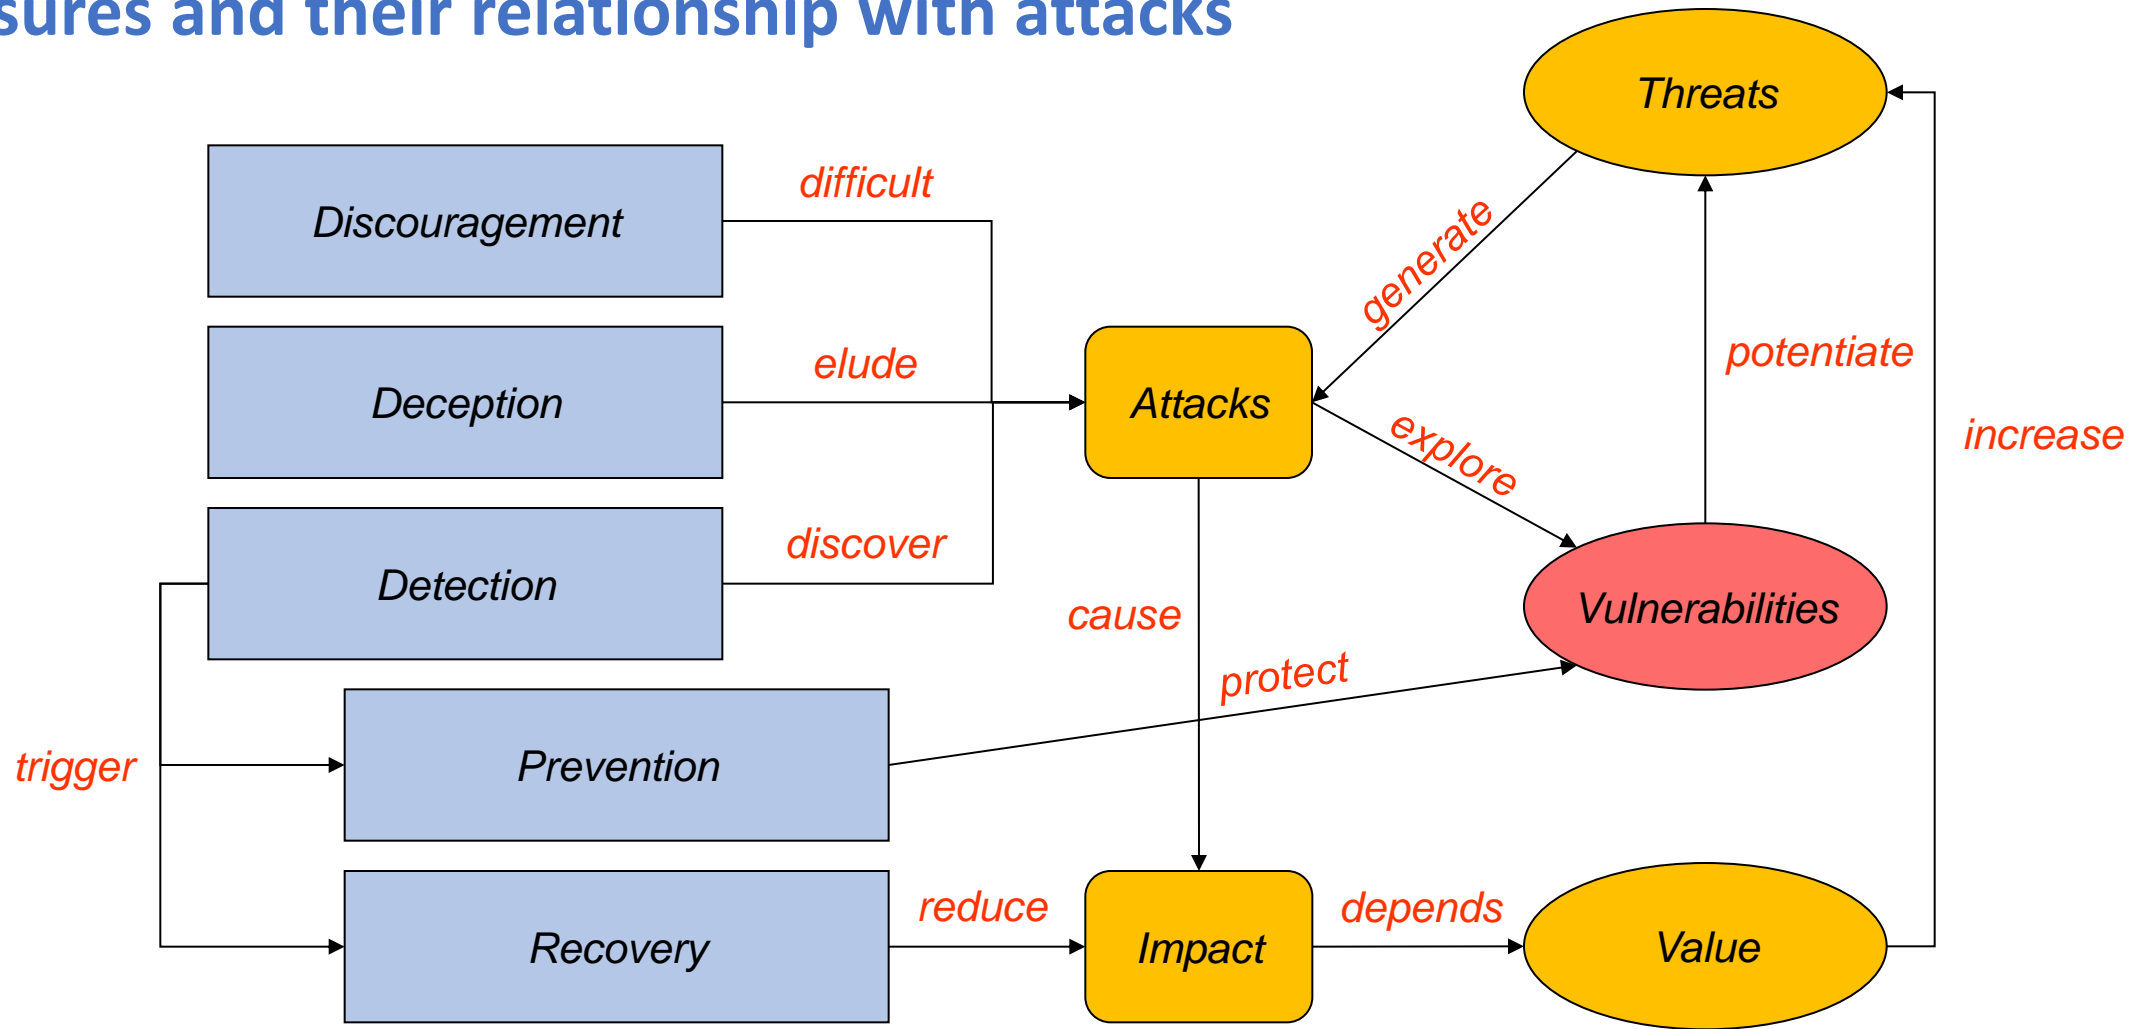 sures and their relationship with attacks
Threats
difficult
Discouragement
generate
elude
potentiate
Deception
Attacks
explore
increase
discover
Detection
cause
Vulnerabilities
protect
trigger
Prevention
reduce
depends
Recovery
Impact
Value